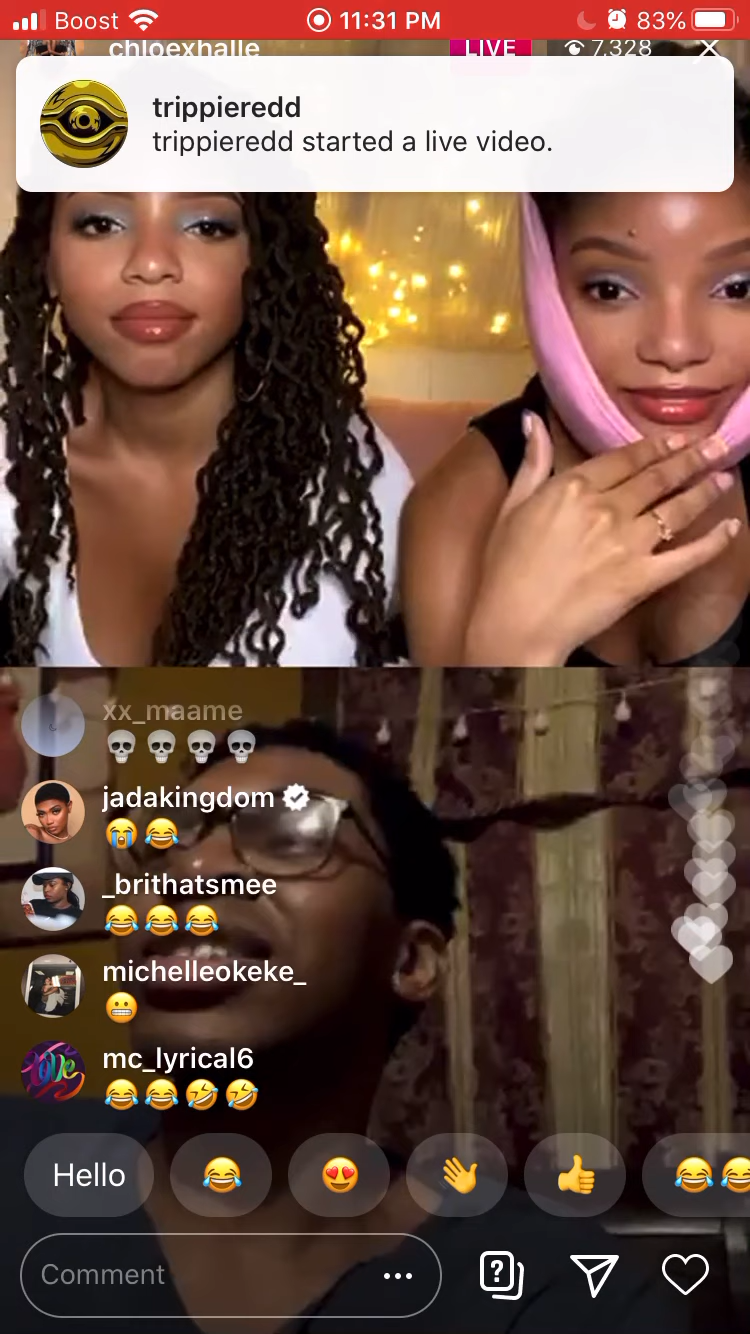 Boost 11:31 PM 83%
chloexhalle LIVE 7,328
trippieredd
trippieredd started a live video.
xx_maame
💀💀💀💀
jadakingdom
😭😂
_brithatsmee
😂😂😂
michelleokeke_
😬
mc_lyrical6
😂😂🤣🤣
Hello 😂 😍 👋 👍 😂😂
Comment